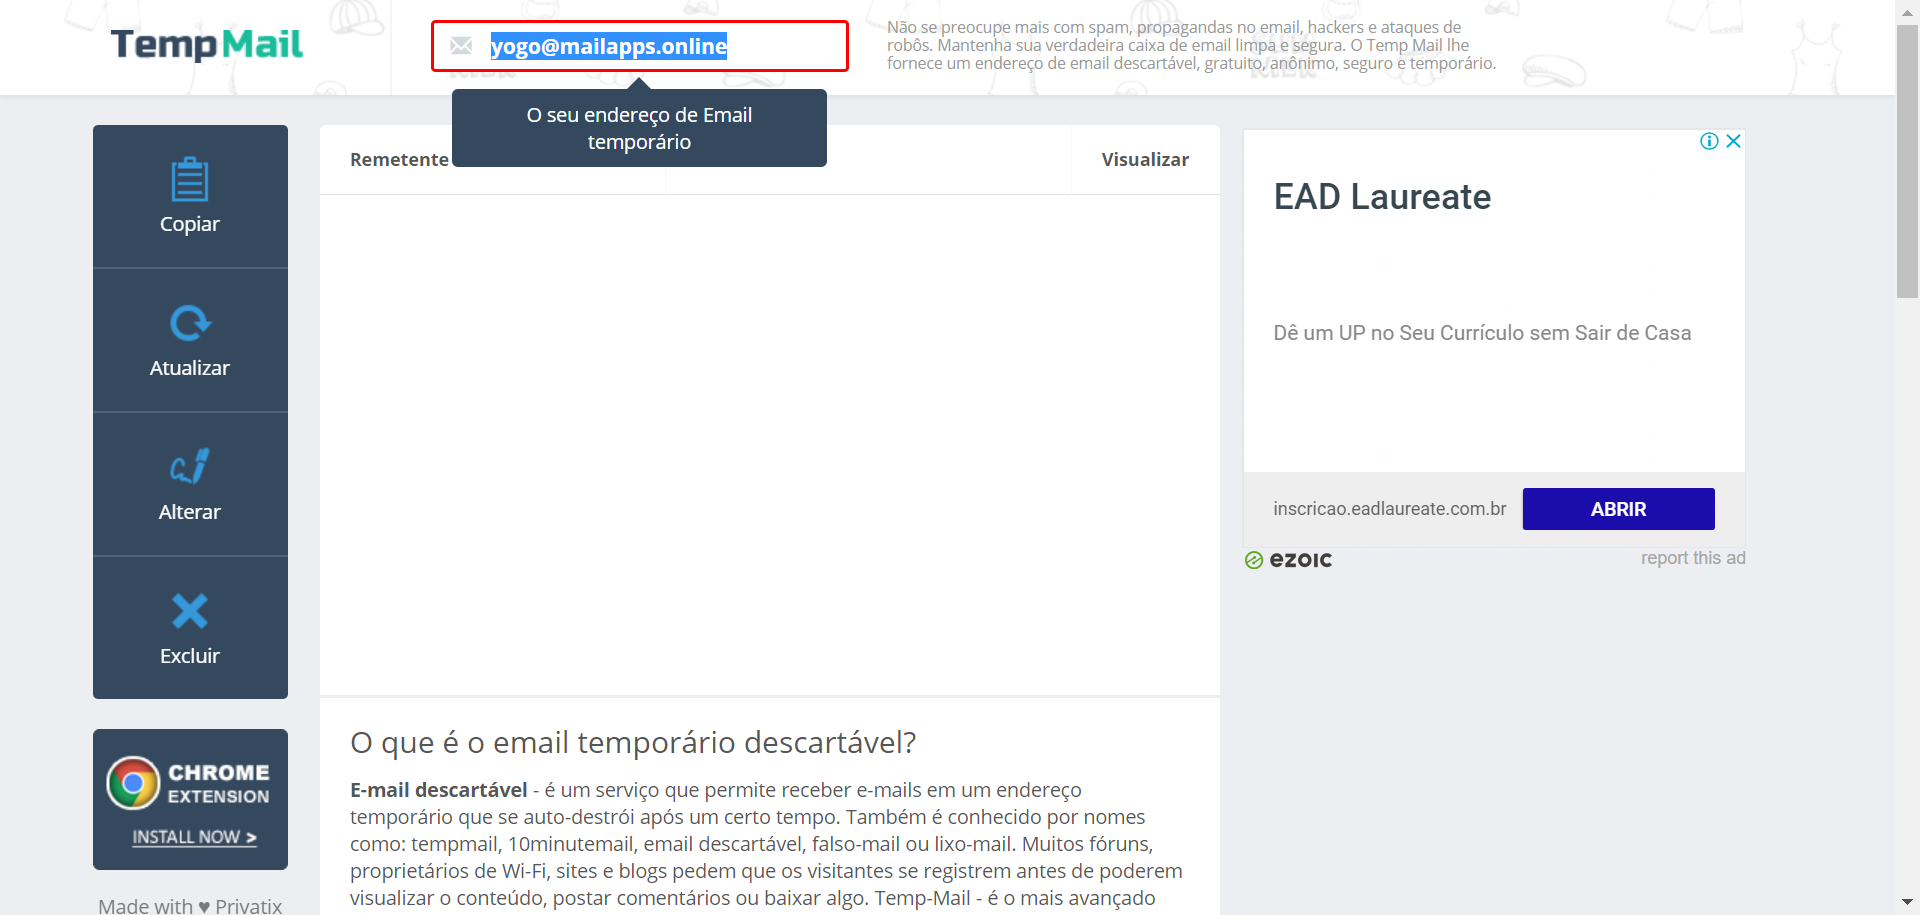 TempMail
yogo@mailapps.online
Não se preocupe mais com spam, propagandas no email, hackers e ataques de
robôs. Mantenha sua verdadeira caixa de email limpa e segura. O Temp Mail lhe
fornece um endereço de email descartável, gratuito, anônimo, seguro e temporário.
O seu endereço de Email
temporário
Copiar
Atualizar
Alterar
Excluir
CHROME
EXTENSION
INSTALL NOW >
Made with ♥ Privatix
Remetente
Visualizar
O que é o email temporário descartável?
E-mail descartável - é um serviço que permite receber e-mails em um endereço
temporário que se auto-destrói após um certo tempo. Também é conhecido por nomes
como: tempmail, 10minutemail, email descartável, falso-mail ou lixo-mail. Muitos fóruns,
proprietários de Wi-Fi, sites e blogs pedem que os visitantes se registrem antes de poderem
visualizar o conteúdo, postar comentários ou baixar algo. Temp-Mail - é o mais avançado
EAD Laureate
Dê um UP no Seu Currículo sem Sair de Casa
inscricao.eadlaureate.com.br
ABRIR
ezoic
report this ad